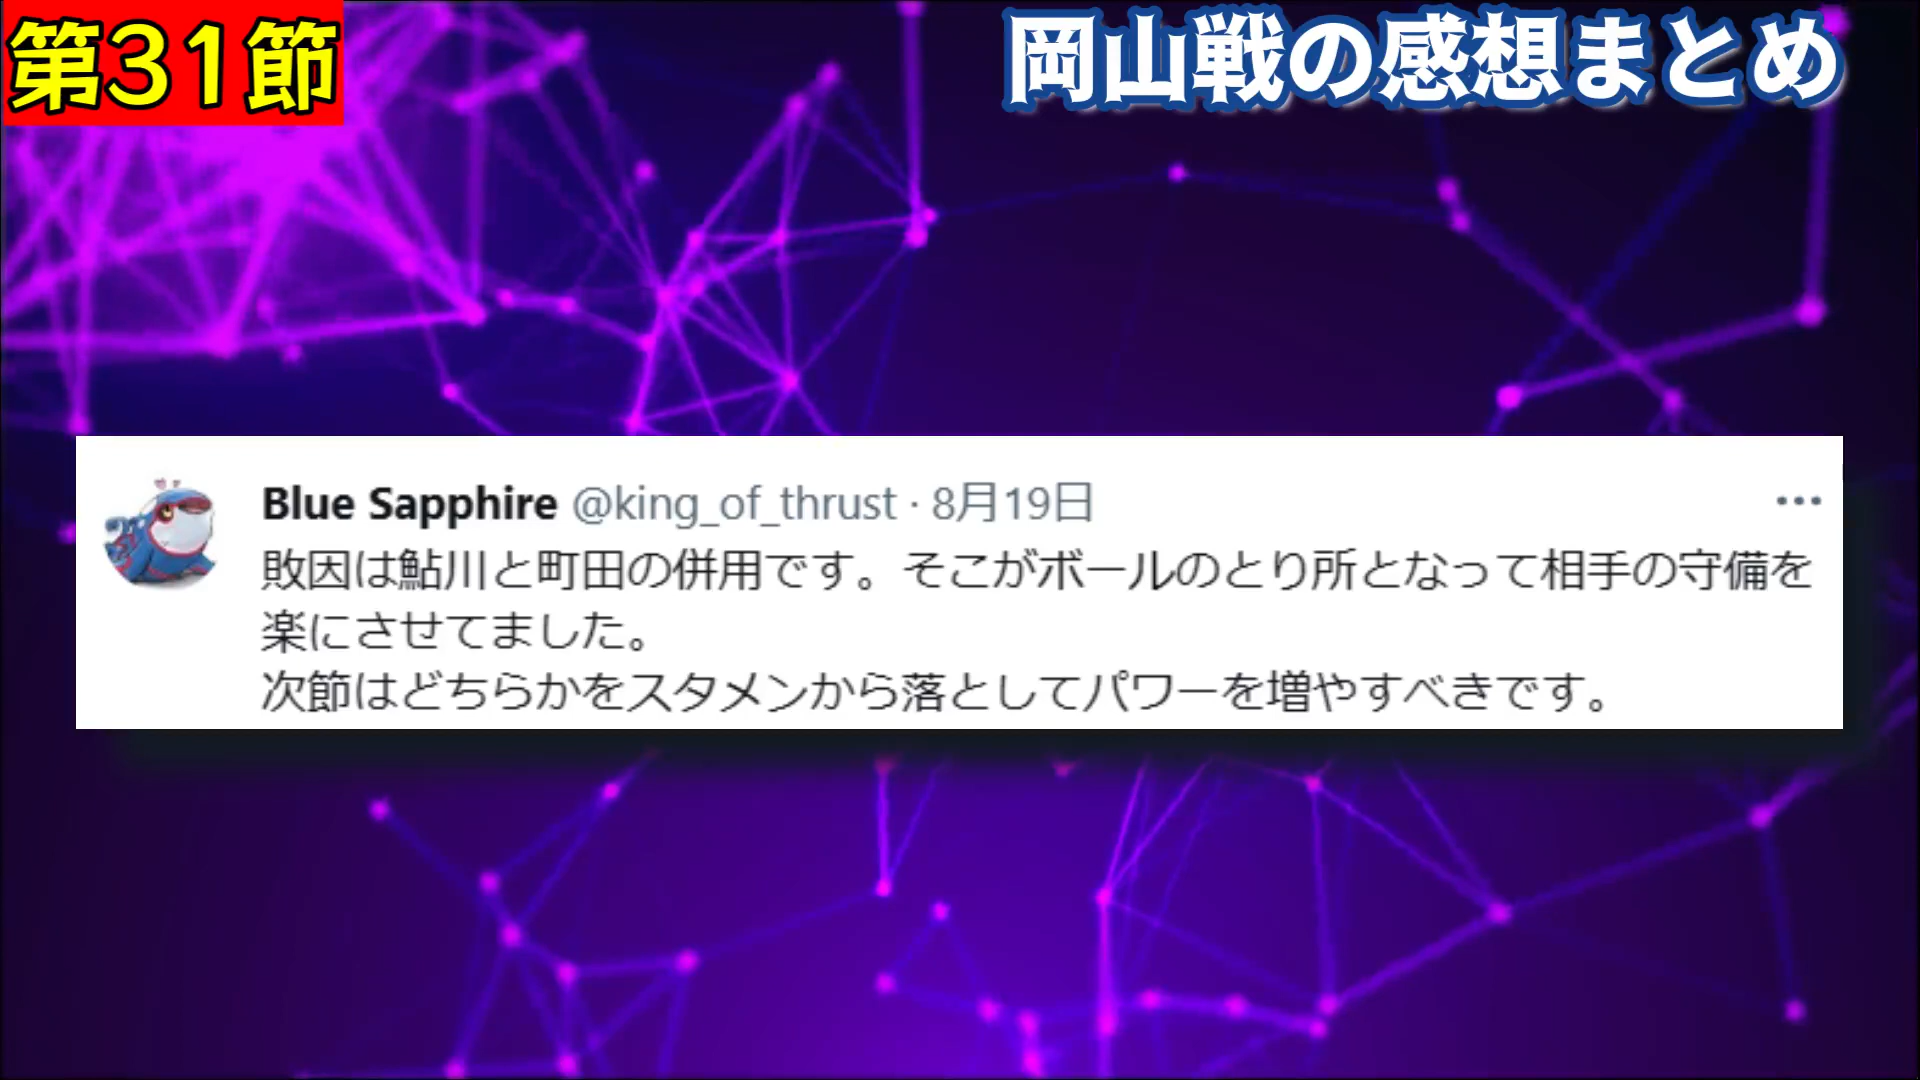 第31節
岡山戦の感想まとめ
Blue Sapphire @king_of_thrust · 8月19日
敗因は鮎川と町田の併用です。そこがボールのとり所となって相手の守備を
楽にさせてました。
次節はどちらかをスタメンから落としてパワーを増やすべきです。